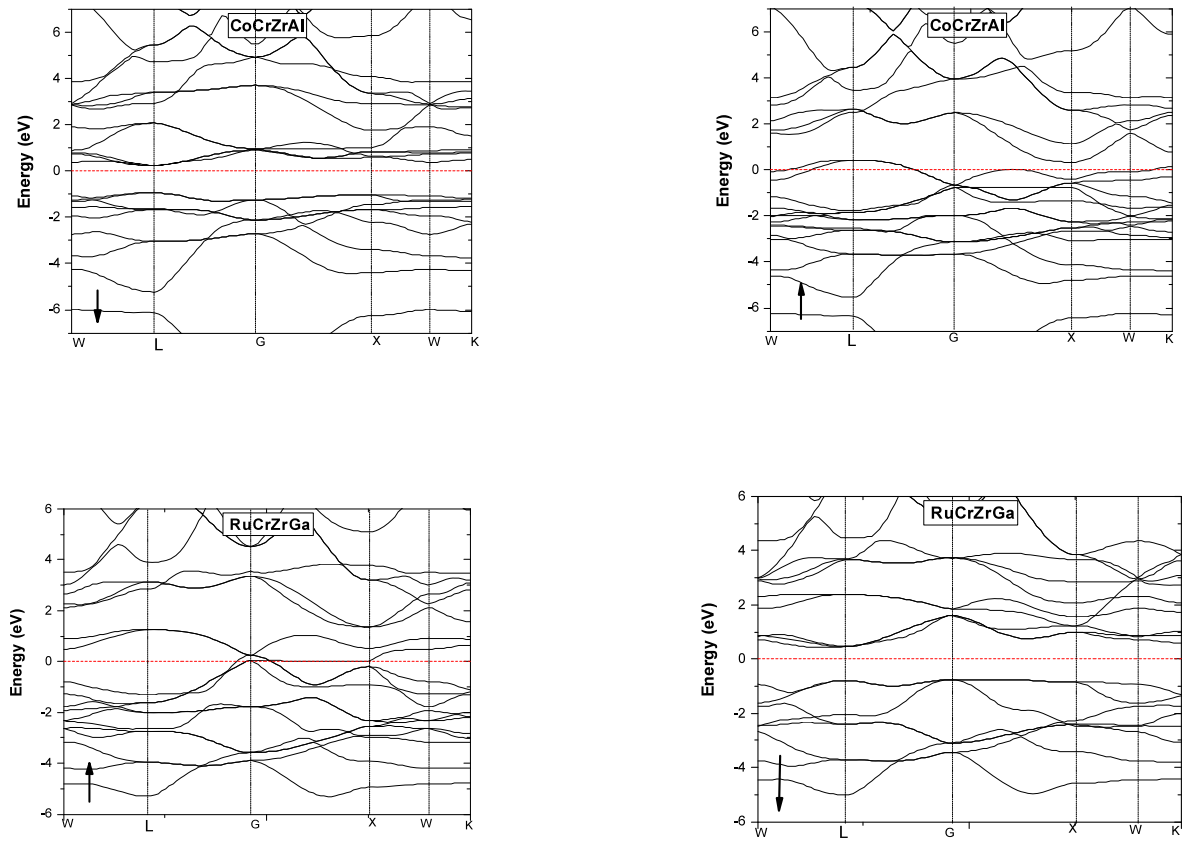 CoCrZrAl
Energy (eV)
6
4
2
0
-2
-4
-6
W L G X W K
CoCrZrAl
Energy (eV)
6
4
2
0
-2
-4
-6
W L G X W K
RuCrZrGa
Energy (eV)
6
4
2
0
-2
-4
-6
W L G X W K
RuCrZrGa
Energy (eV)
6
4
2
0
-2
-4
-6
W L G X W K